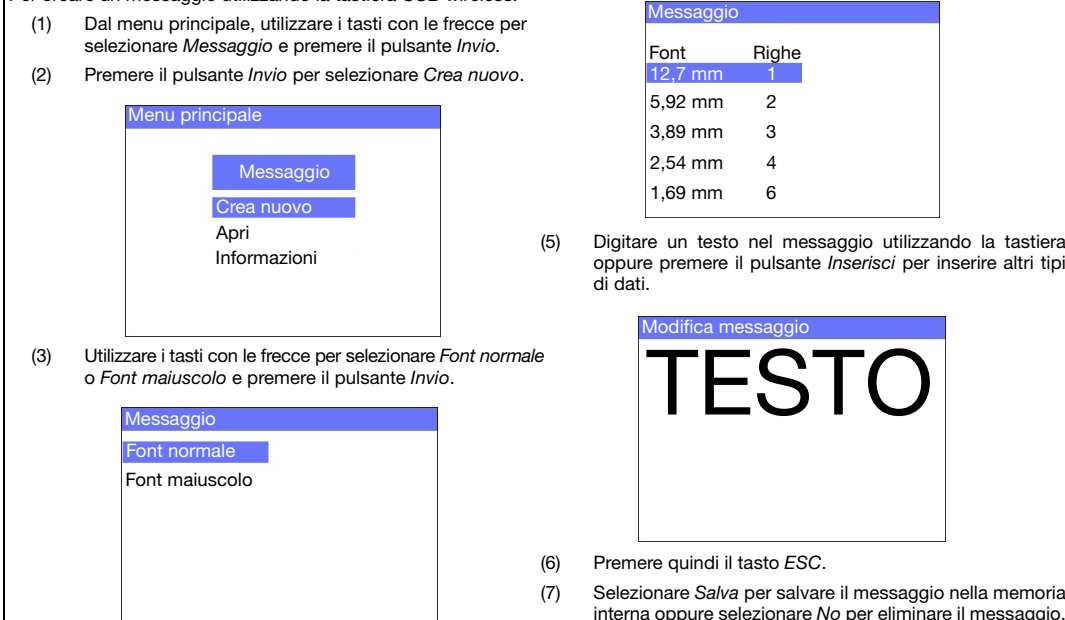 (1) Dal menu principale, utilizzare i tasti con le frecce per
selezionare Messaggio e premere il pulsante Invio.
(2) Premere il pulsante Invio per selezionare Crea nuovo.
Menu principale
Messaggio
Crea nuovo
Apri
Informazioni
(3) Utilizzare i tasti con le frecce per selezionare Font normale
o Font maiuscolo e premere il pulsante Invio.
Messaggio
Font normale
Font maiuscolo
Messaggio
Font Righe
12,7 mm 1
5,92 mm 2
3,89 mm 3
2,54 mm 4
1,69 mm 6
(5) Digitare un testo nel messaggio utilizzando la tastiera
oppure premere il pulsante Inserisci per inserire altri tipi
di dati.
Modifica messaggio
TESTO
(6) Premere quindi il tasto ESC.
(7) Selezionare Salva per salvare il messaggio nella memoria
interna oppure selezionare No per eliminare il messaggio.